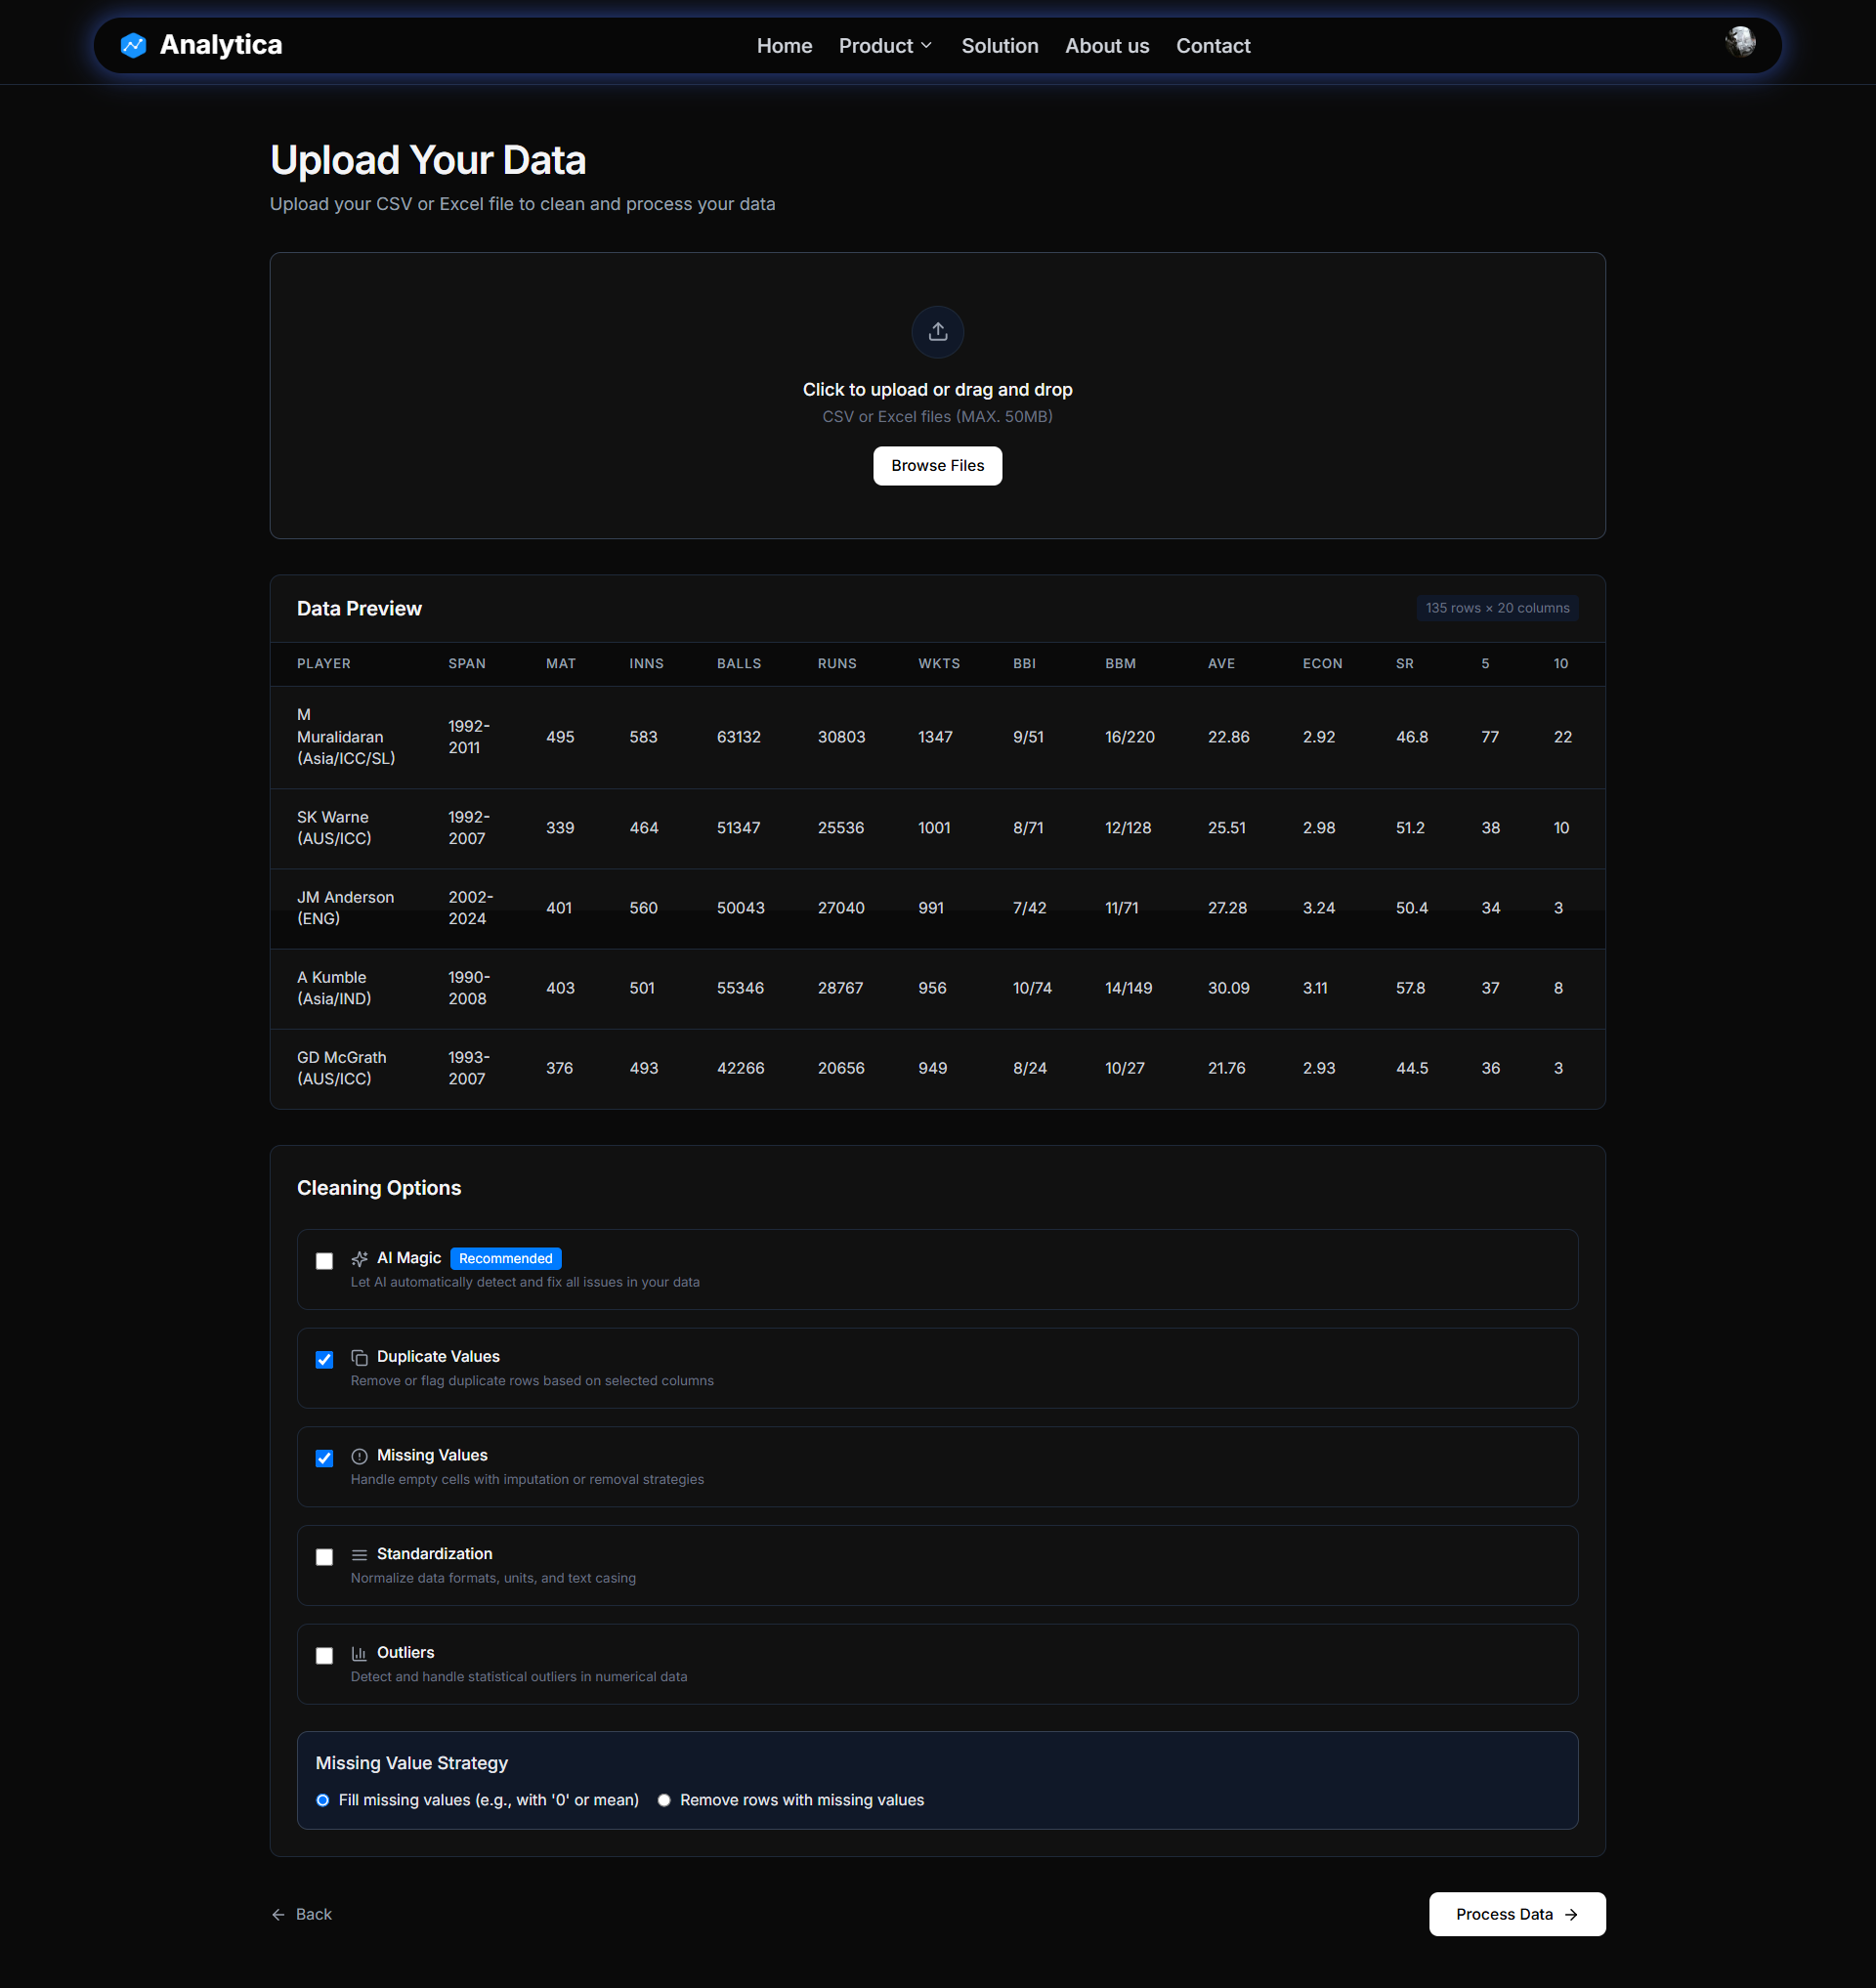 Analytica
Home Product Solution About us Contact
Upload Your Data
Upload your CSV or Excel file to clean and process your data
Click to upload or drag and drop
CSV or Excel files (MAX. 50MB)
Browse Files
Data Preview
135 rows × 20 columns
PLAYER SPAN MAT INNS BALLS RUNS WKTS BBI BBM AVE ECON SR 5 10
M Muralidaran (Asia/ICC/SL) 1992-2011 495 583 63132 30803 1347 9/51 16/220 22.86 2.92 46.8 77 22
SK Warne (AUS/ICC) 1992-2007 339 464 51347 25536 1001 8/71 12/128 25.51 2.98 51.2 38 10
JM Anderson (ENG) 2002-2024 401 560 50043 27040 991 7/42 11/71 27.28 3.24 50.4 34 3
A Kumble (Asia/IND) 1990-2008 403 501 55346 28767 956 10/74 14/149 30.09 3.11 57.8 37 8
GD McGrath (AUS/ICC) 1993-2007 376 493 42266 20656 949 8/24 10/27 21.76 2.93 44.5 36 3
Cleaning Options
AI Magic Recommended
Let AI automatically detect and fix all issues in your data
Duplicate Values
Remove or flag duplicate rows based on selected columns
Missing Values
Handle empty cells with imputation or removal strategies
Standardization
Normalize data formats, units, and text casing
Outliers
Detect and handle statistical outliers in numerical data
Missing Value Strategy
Fill missing values (e.g., with '0' or mean) Remove rows with missing values
Back
Process Data